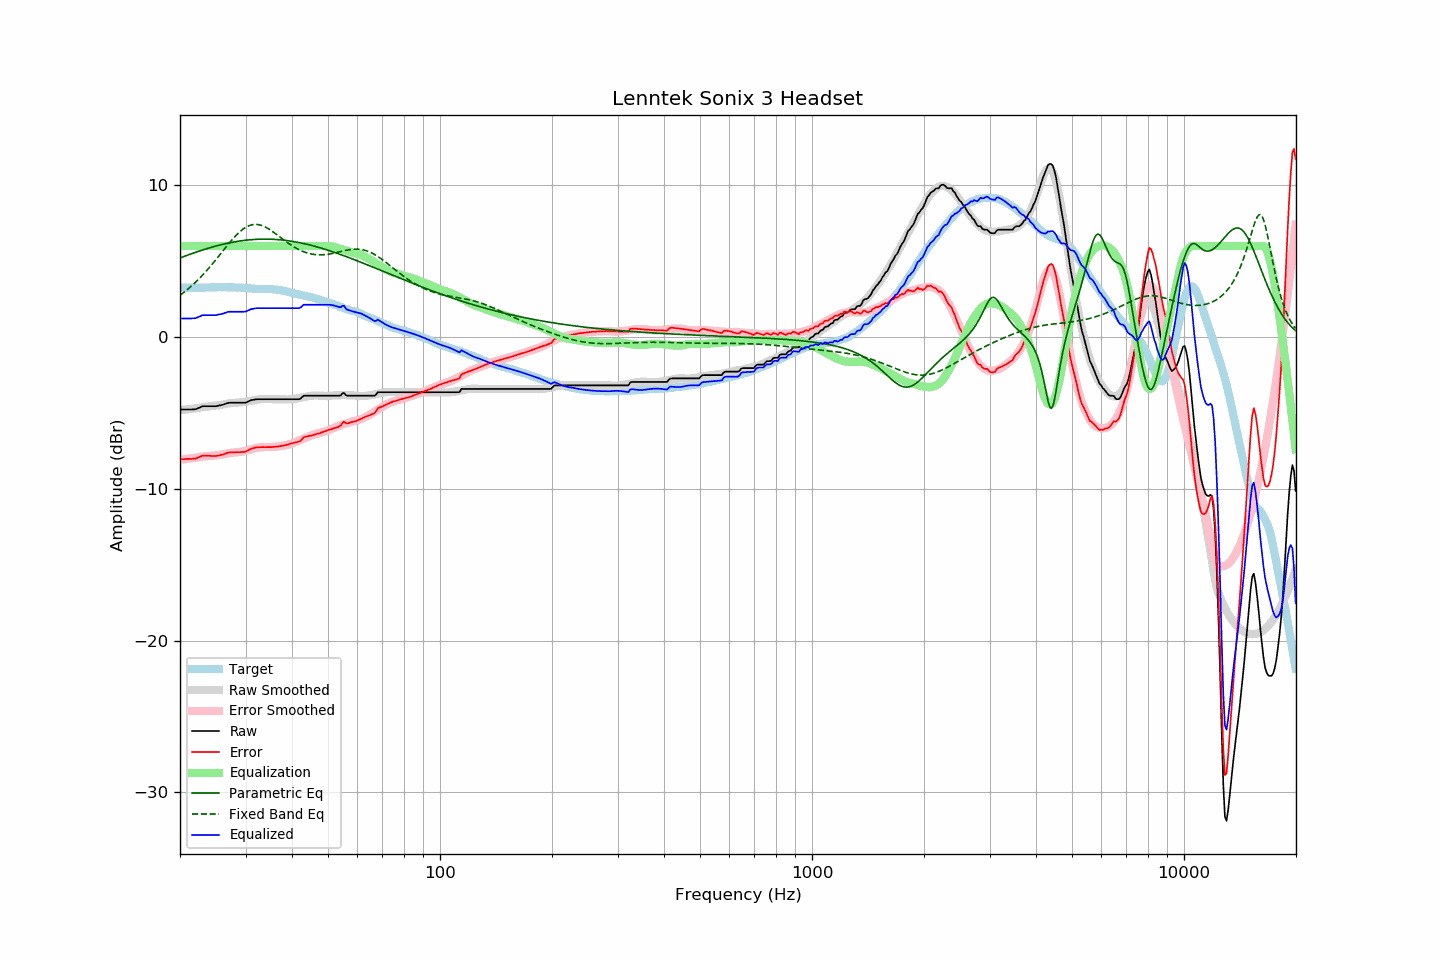 Lenntek Sonix 3 Headset
Amplitude (dBr)
10
0
−10
−20
−30
Target
Raw Smoothed
Error Smoothed
Raw
Error
Equalization
Parametric Eq
Fixed Band Eq
Equalized
100
1000
10000
Frequency (Hz)